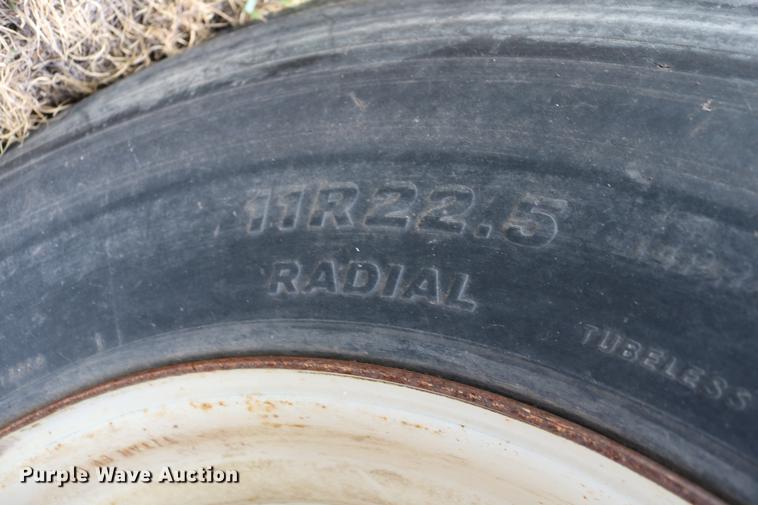 11R22.5
RADIAL
TUBELESS
Purple Wave Auction